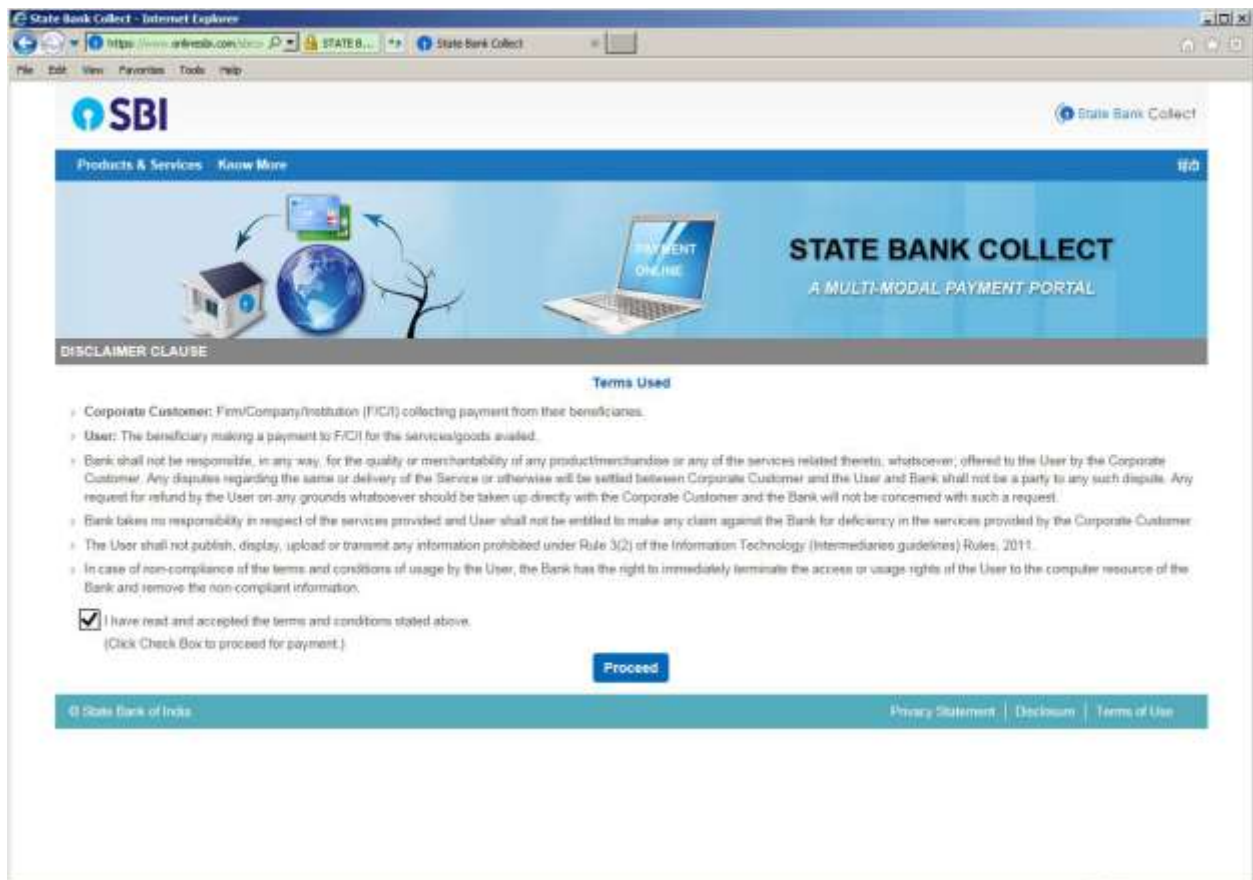 State Bank Collect - Internet Explorer
STATE B... State Bank Collect
File Edit View Favorites Tools Help
SBI
State Bank Collect
Products & Services Know More
हिंदी
PAYMENT
ONLINE
STATE BANK COLLECT
A MULTI-MODAL PAYMENT PORTAL
DISCLAIMER CLAUSE
Terms Used
Corporate Customer: Firm/Company/Institution (F/C/I) collecting payment from their beneficiaries.
User: The beneficiary making a payment to F/C/I for the services/goods availed.
Bank shall not be responsible, in any way, for the quality or merchantability of any product/merchandise or any of the services related thereto, whatsoever, offered to the User by the Corporate
Customer. Any disputes regarding the same or delivery of the Service or otherwise will be settled between Corporate Customer and the User and Bank shall not be a party to any such dispute. Any
request for refund by the User on any grounds whatsoever should be taken up directly with the Corporate Customer and the Bank will not be concerned with such a request.
Bank takes no responsibility in respect of the services provided and User shall not be entitled to make any claim against the Bank for deficiency in the services provided by the Corporate Customer
The User shall not publish, display, upload or transmit any information prohibited under Rule 3(2) of the Information Technology (Intermediaries guidelines) Rules, 2011.
In case of non-compliance of the terms and conditions of usage by the User, the Bank has the right to immediately terminate the access or usage rights of the User to the computer resource of the
Bank and remove the non-compliant information.
I have read and accepted the terms and conditions stated above.
(Click Check Box to proceed for payment.)
Proceed
© State Bank of India
Privacy Statement | Disclosure | Terms of Use